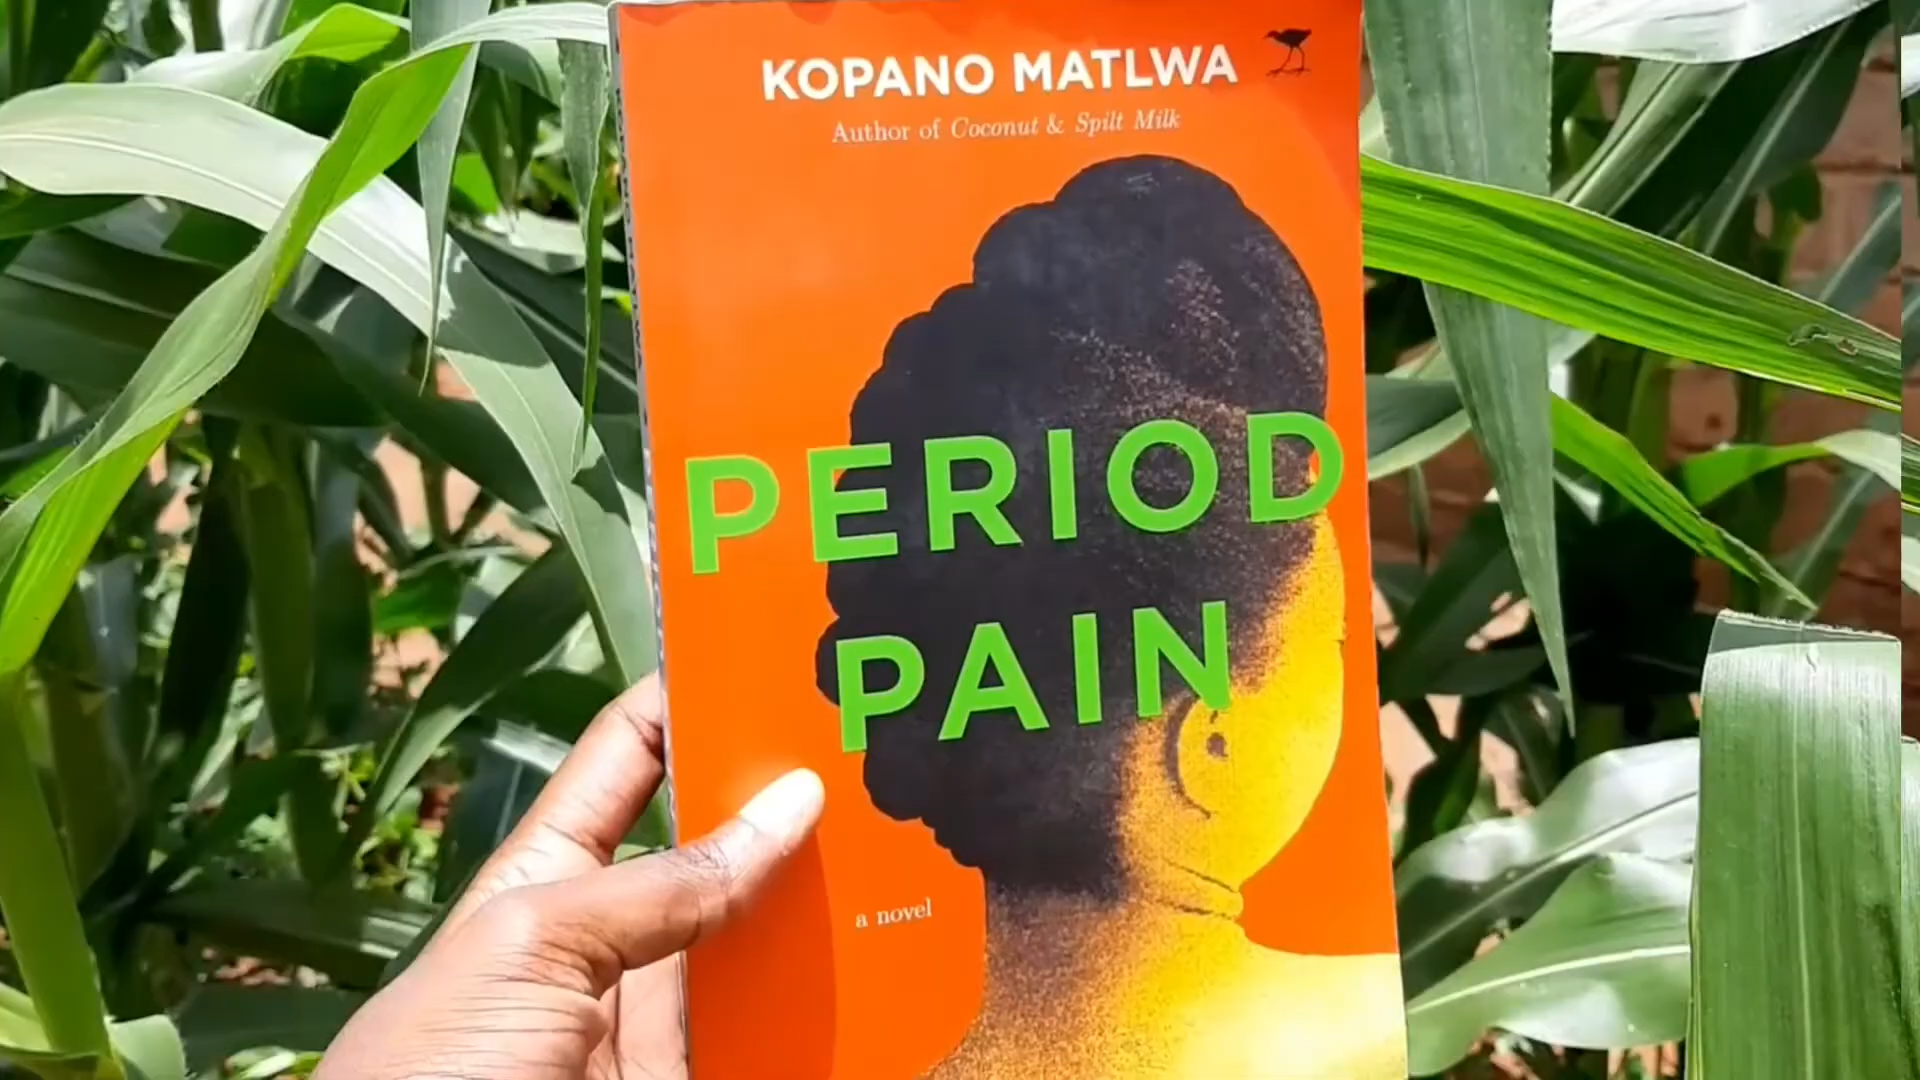 KOPANO MATLWA
Author of Coconut & Spilt Milk
PERIOD
PAIN
a novel